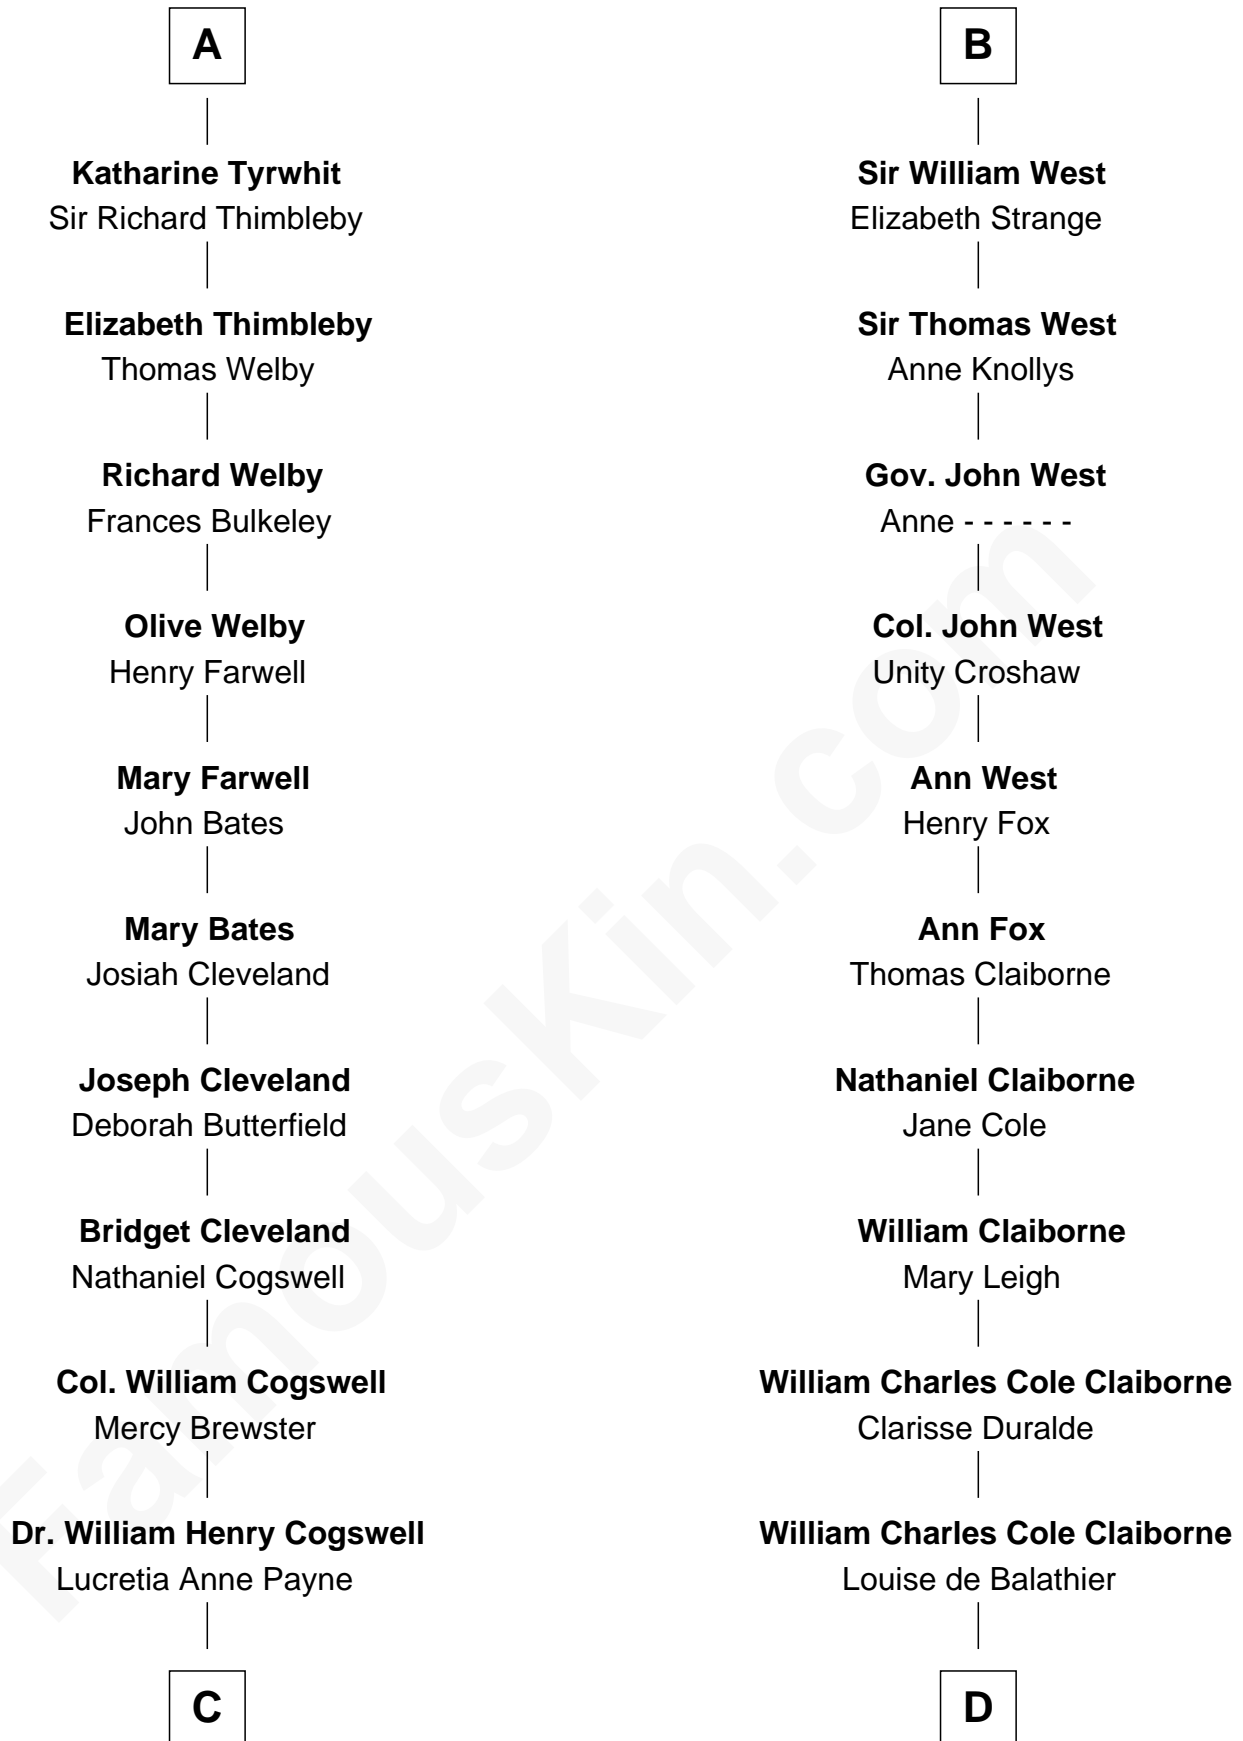 A
Katharine Tyrwhit
Sir Richard Thimbleby
Elizabeth Thimbleby
Thomas Welby
Richard Welby
Frances Bulkeley
Olive Welby
Henry Farwell
Mary Farwell
John Bates
Mary Bates
Josiah Cleveland
Joseph Cleveland
Deborah Butterfield
Bridget Cleveland
Nathaniel Cogswell
Col. William Cogswell
Mercy Brewster
Dr. William Henry Cogswell
Lucretia Anne Payne
C
B
Sir William West
Elizabeth Strange
Sir Thomas West
Anne Knollys
Gov. John West
Anne - - - - - -
Col. John West
Unity Croshaw
Ann West
Henry Fox
Ann Fox
Thomas Claiborne
Nathaniel Claiborne
Jane Cole
William Claiborne
Mary Leigh
William Charles Cole Claiborne
Clarisse Duralde
William Charles Cole Claiborne
Louise de Balathier
D
FamousKin.com